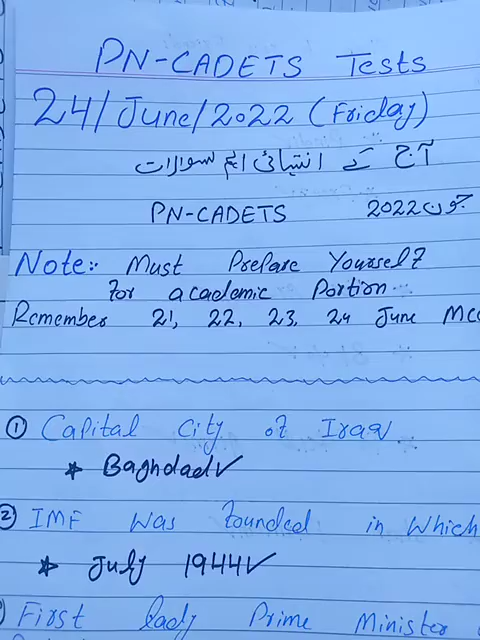 PN-CADETS Tests
24/June/2022 (Friday)
آج کے انتہائی اہم سوالات
PN-CADETS جون 2022
Note:- Must Prepare Yourself
for academic Portion
Remember 21, 22, 23, 24 June
① Capital City of Iraq
* Baghdad ✓
② IMF was founded in Which
* July 1944 ✓
First lady Prime Minister